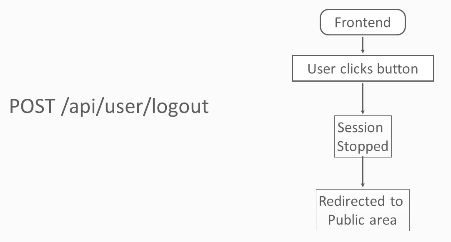 Frontend
User clicks button
POST /api/user/logout
Session
Stopped
Redirected to
Public area